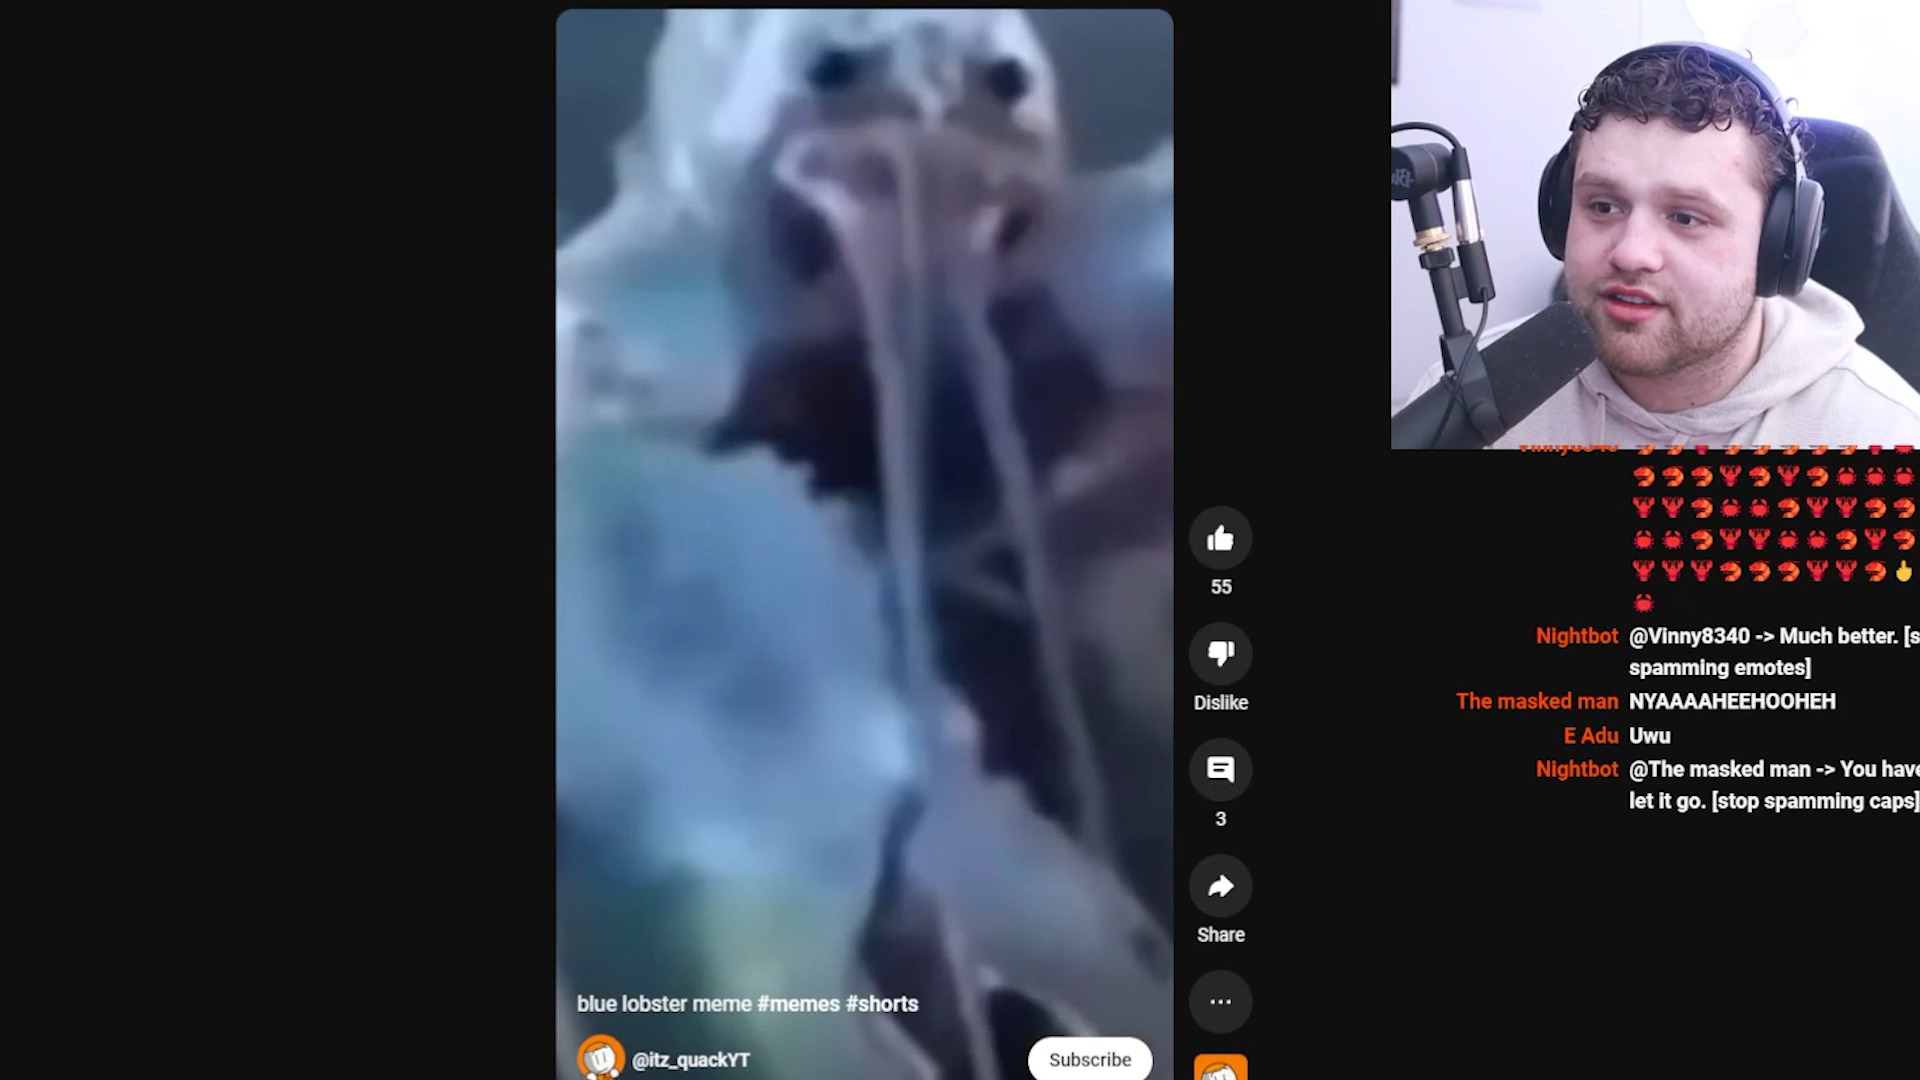 55
Dislike
3
Share
blue lobster meme #memes #shorts
@itz_quackYT
Subscribe
Vinny8340
Nightbot @Vinny8340 -> Much better. [s
spamming emotes]
The masked man NYAAAAHEEHOOHEH
E Adu Uwu
Nightbot @The masked man -> You have
let it go. [stop spamming caps]